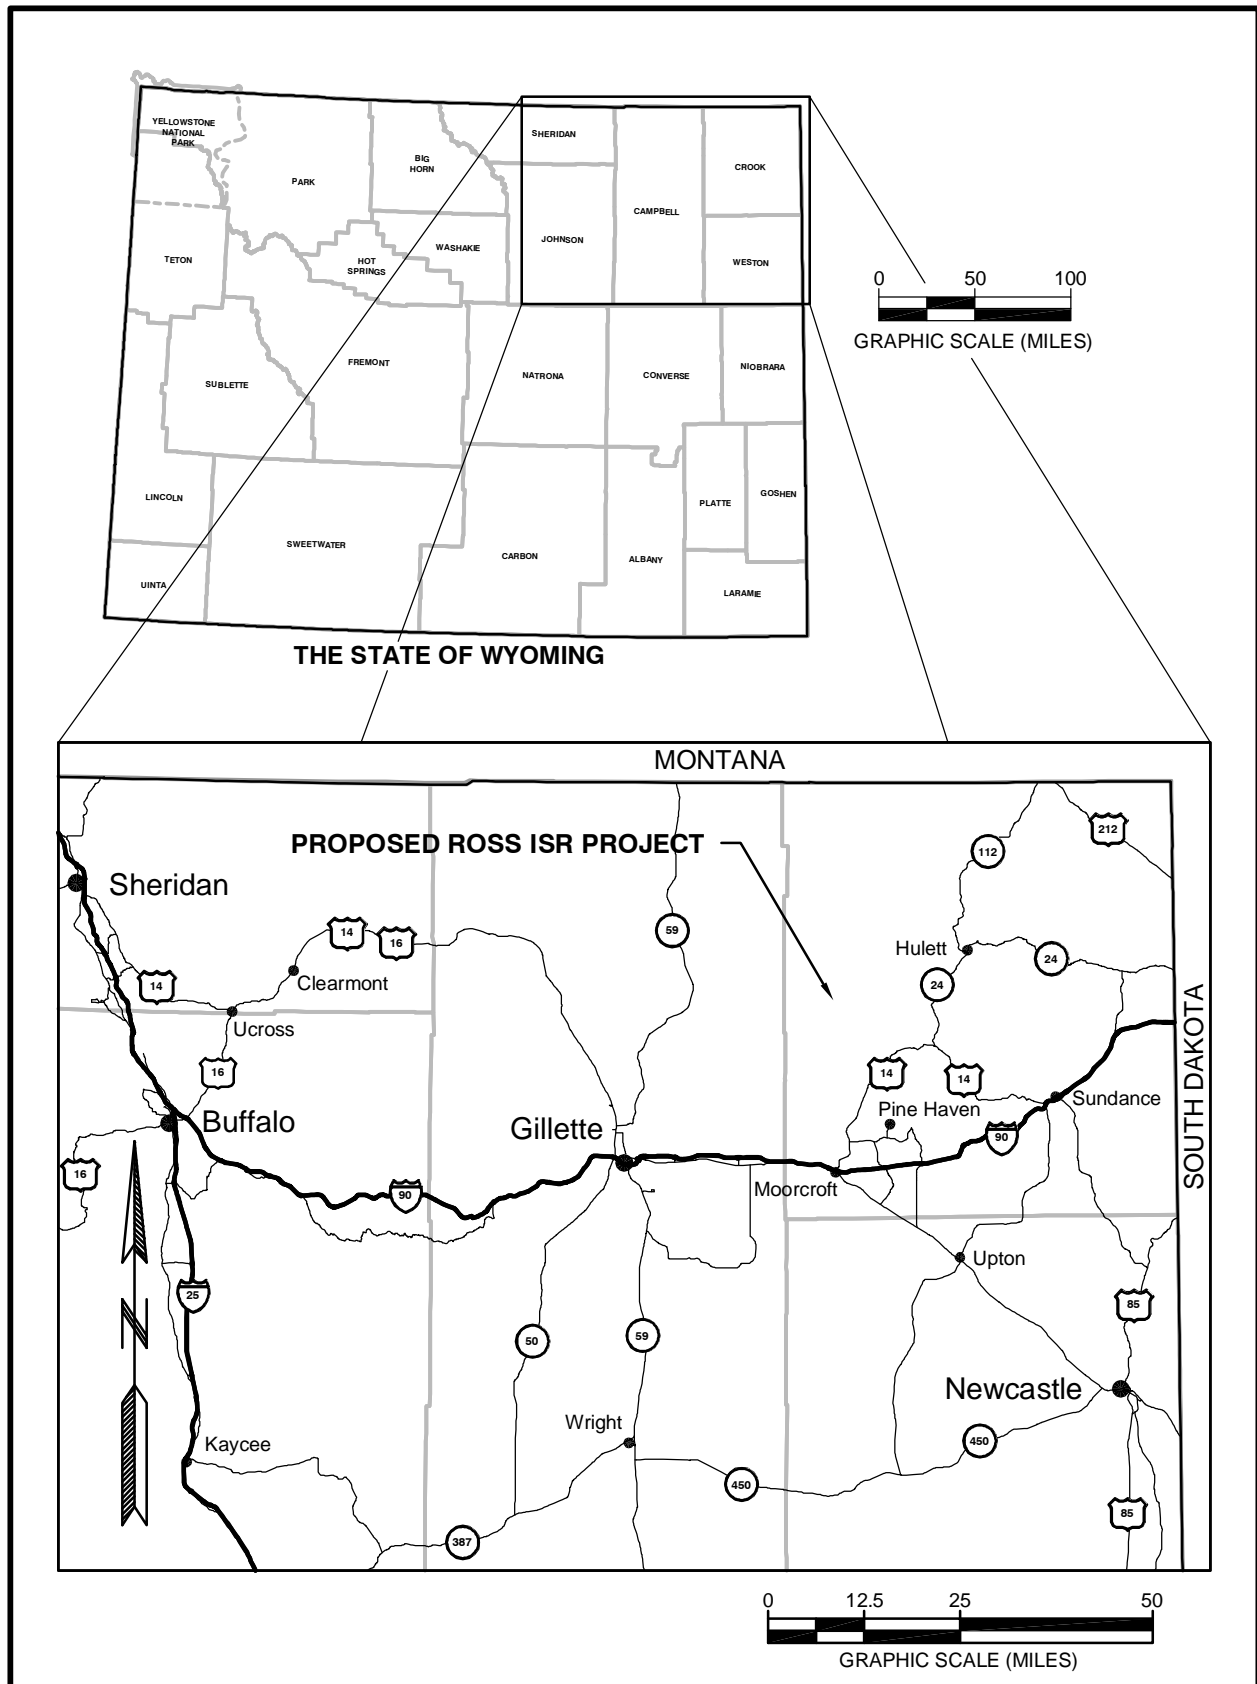 YELLOWSTONE
NATIONAL
PARK
PARK
BIG
HORN
SHERIDAN
CROOK
CAMPBELL
JOHNSON
WASHAKIE
HOT
SPRINGS
TETON
WESTON
0 50 100
GRAPHIC SCALE (MILES)
FREMONT
SUBLETTE
NATRONA
CONVERSE
NIOBRARA
LINCOLN
PLATTE
GOSHEN
SWEETWATER
CARBON
ALBANY
UINTA
LARAMIE
THE STATE OF WYOMING
MONTANA
PROPOSED ROSS ISR PROJECT
212
112
Sheridan
59
14
16
Hulett
24
Clearmont
14
24
Ucross
SOUTH DAKOTA
16
14
14
Sundance
Pine Haven
Buffalo
Gillette
90
16
90
Moorcroft
Upton
25
N
85
50
59
Newcastle
Wright
Kaycee
450
450
85
387
0 12.5 25 50
GRAPHIC SCALE (MILES)